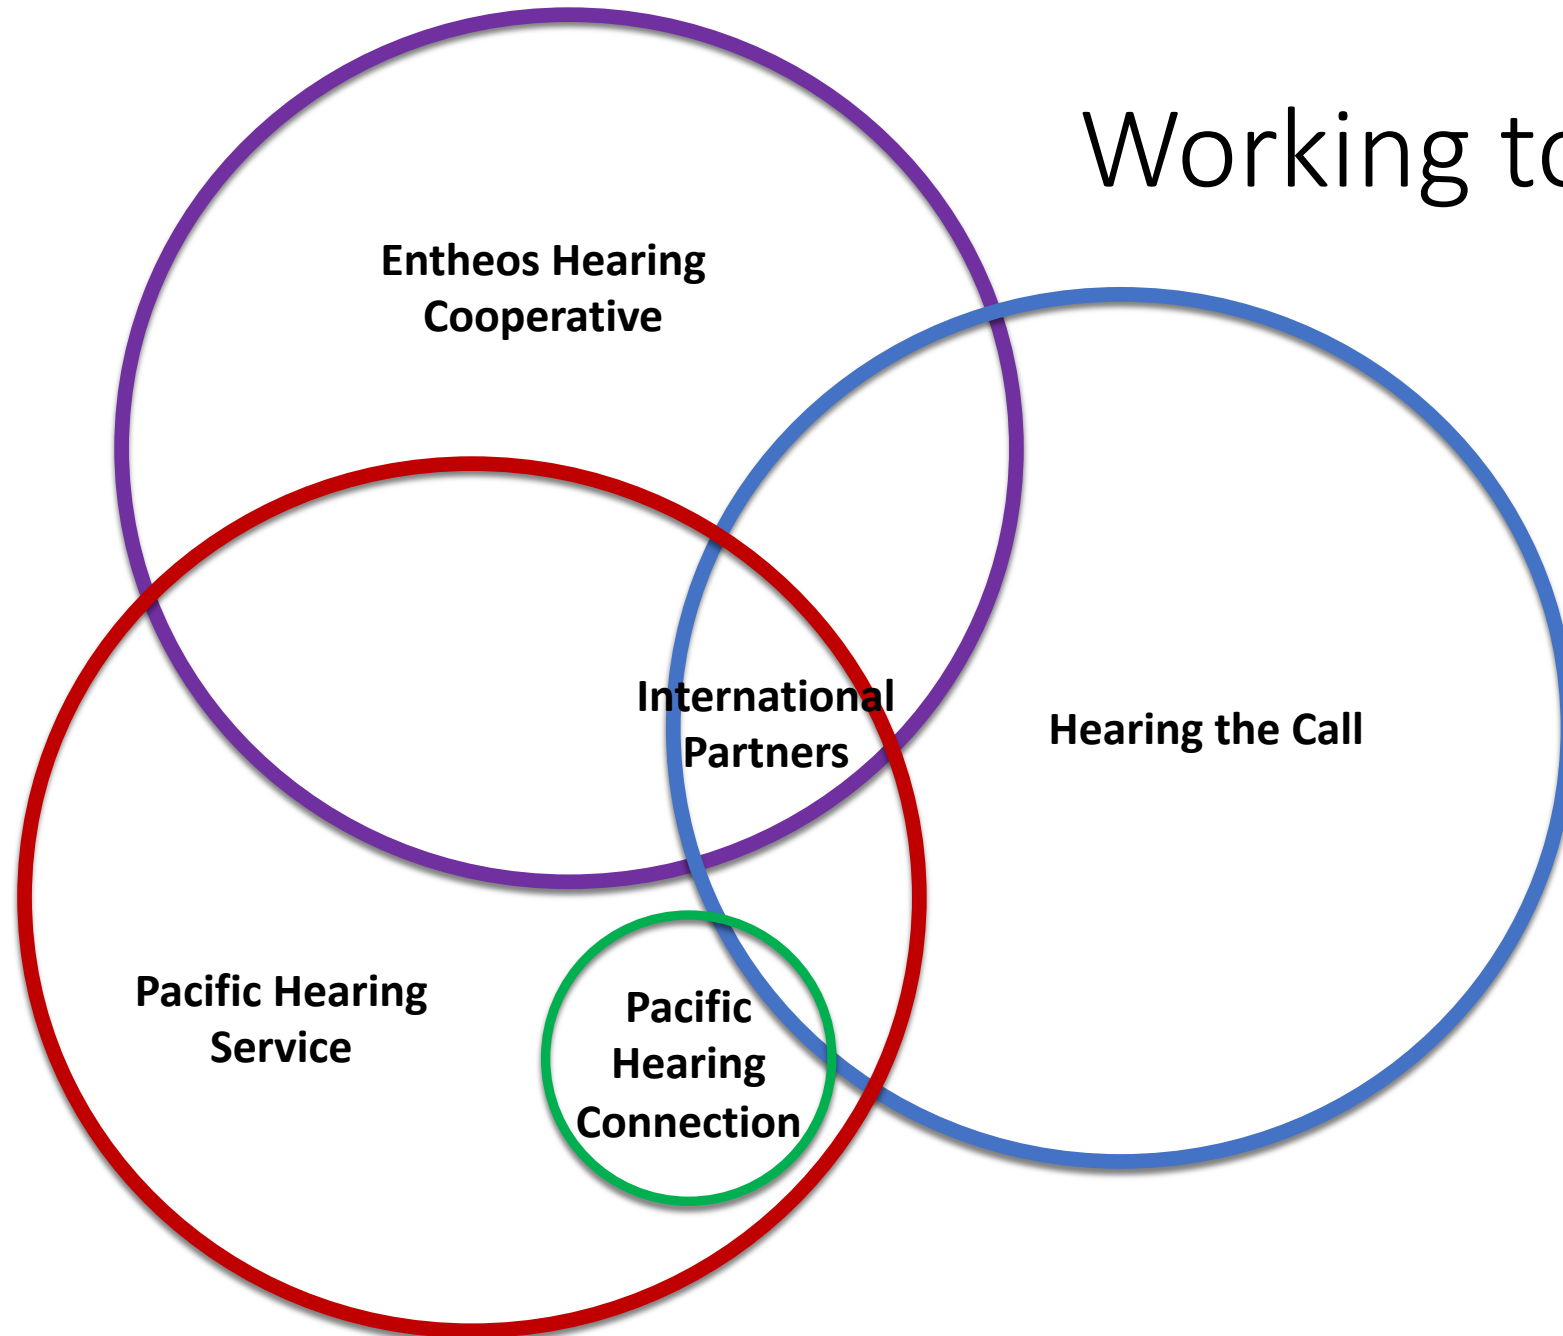 Working to
Entheos Hearing
Cooperative
International
Partners
Hearing the Call
Pacific Hearing
Service
Pacific
Hearing
Connection